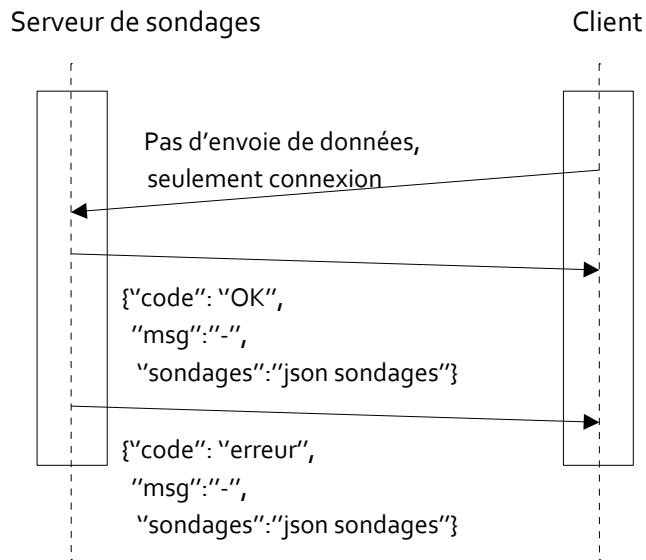 Serveur de sondages
Client
Pas d'envoie de données,
seulement connexion
{"code": "OK",
"msg":"-",
"sondages":"json sondages"}
{"code": "erreur",
"msg":"-",
"sondages":"json sondages"}